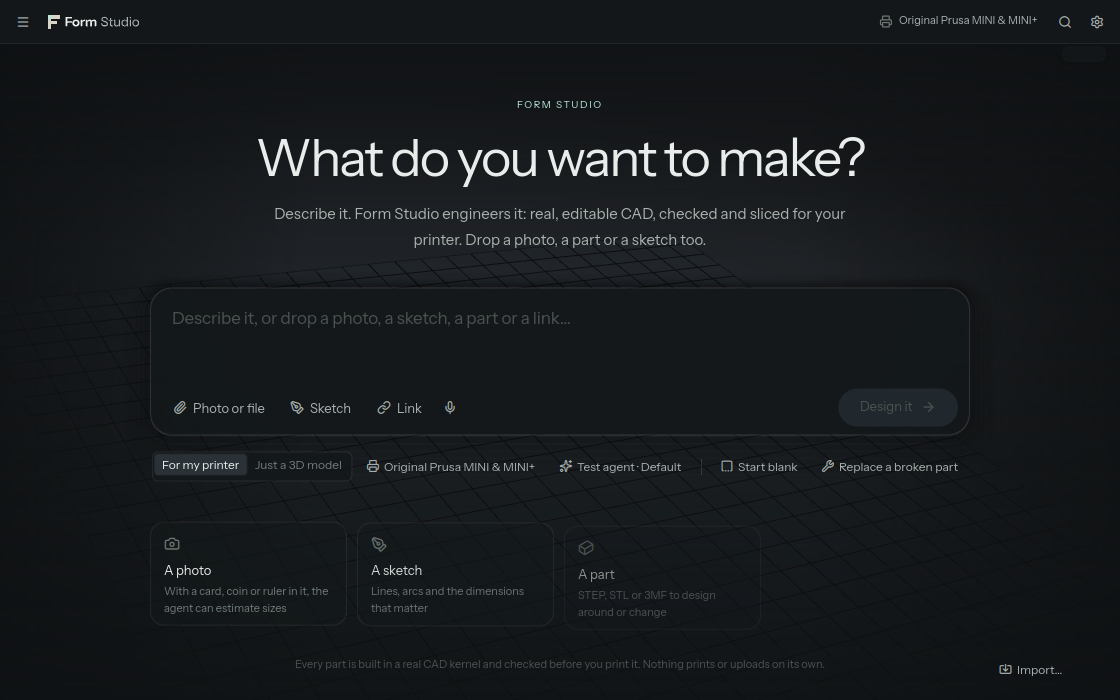 Form Studio
Original Prusa MINI & MINI+
FORM STUDIO
What do you want to make?
Describe it. Form Studio engineers it: real, editable CAD, checked and sliced for your
printer. Drop a photo, a part or a sketch too.
Describe it, or drop a photo, a sketch, a part or a link...
Photo or file
Sketch
Link
Design it
For my printer
Just a 3D model
Original Prusa MINI & MINI+
Test agent · Default
Start blank
Replace a broken part
A photo
With a card, coin or ruler in it, the
agent can estimate sizes
A sketch
Lines, arcs and the dimensions
that matter
A part
STEP, STL or 3MF to design
around or change
Every part is built in a real CAD kernel and checked before you print it. Nothing prints or uploads on its own.
Import...